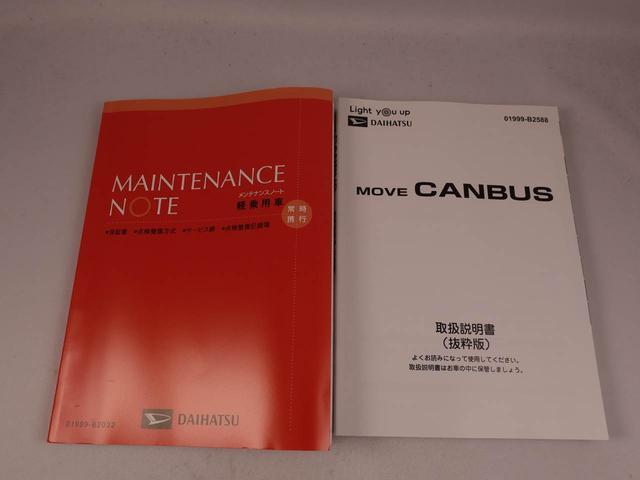 MAINTENANCE
NOTE
メンテナンスノート
軽乗用車
常時
携行
●保証書 ●点検整備方式 ●サービス網 ●点検整備記録簿
DAIHATSU
01999-B2032
Light you up
DAIHATSU
01999-B2588
MOVE CANBUS
取扱説明書
（抜粋版）
よくお読みになって使用してください。
取扱説明書はお車の中に保管しましょう。